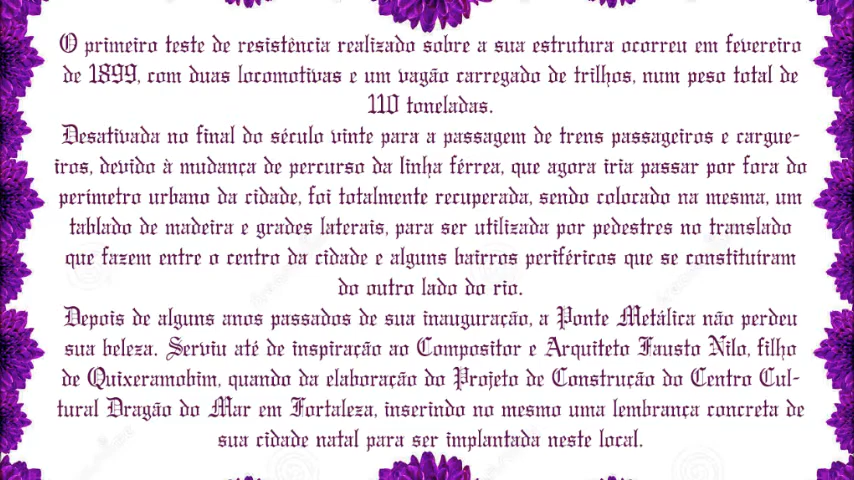 O primeiro teste de resistência realizado sobre a sua estrutura ocorreu em fevereiro
de 1899, com duas locomotivas e um vagão carregado de trilhos, num peso total de
110 toneladas.
Desativada no final do século vinte para a passagem de trens passageiros e cargue-
iros, devido à mudança de percurso da linha férrea, que agora iria passar por fora do
perímetro urbano da cidade, foi totalmente recuperada, sendo colocado na mesma, um
tablado de madeira e grades laterais, para ser utilizada por pedestres no translado
que fazem entre o centro da cidade e alguns bairros periféricos que se constituíram
do outro lado do rio.
Depois de alguns anos passados de sua inauguração, a Ponte Metálica não perdeu
sua beleza. Serviu até de inspiração ao Compositor e Arquiteto Fausto Nilo, filho
de Quixeramobim, quando da elaboração do Projeto de Construção do Centro Cul-
tural Dragão do Mar em Fortaleza, inserindo no mesmo uma lembrança concreta de
sua cidade natal para ser implantada neste local.